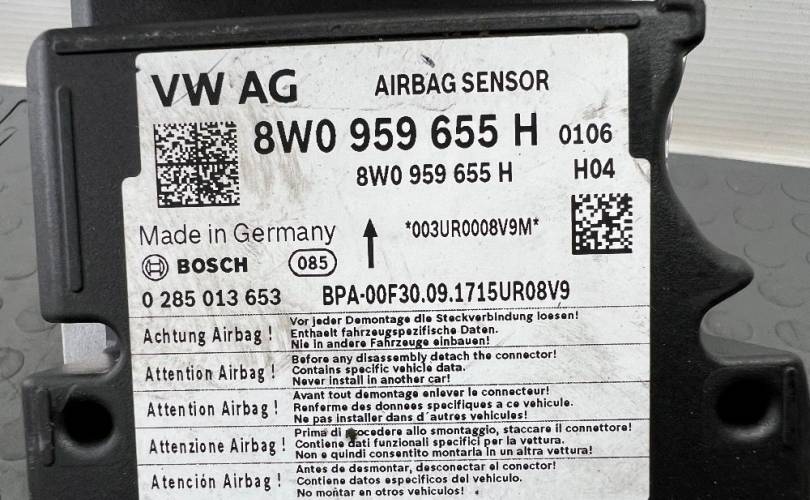 VW AG AIRBAG SENSOR
8W0 959 655 H 0106
8W0 959 655 H H04
Made in Germany *003UR0008V9M*
BOSCH 085
0 285 013 653 BPA-00F30.09.1715UR08V9
Achtung Airbag !
Vor jeder Demontage die Steckverbindung loesen!
Enthaelt fahrzeugspezifische Daten.
Nie in andere Fahrzeuge einbauen!
Attention Airbag !
Before any disassembly detach the connector!
Contains specific vehicle data.
Never install in another car!
Attention Airbag !
Avant tout demontage enlever le connecteur!
Renferme des donnees specifiques a ce vehicule.
Ne pas installer dans d´autres vehicules!
Attenzione Airbag !
Prima di procedere allo smontaggio, staccare il connettore!
Contiene dati funzionali specifici per la vettura.
Non e quindi consentito montarla in un altra vettura!
Atención Airbag !
Antes de desmontar, desconectar el conector!
Contiene datos especificos del vehiculo.
No montar en otros vehiculos!